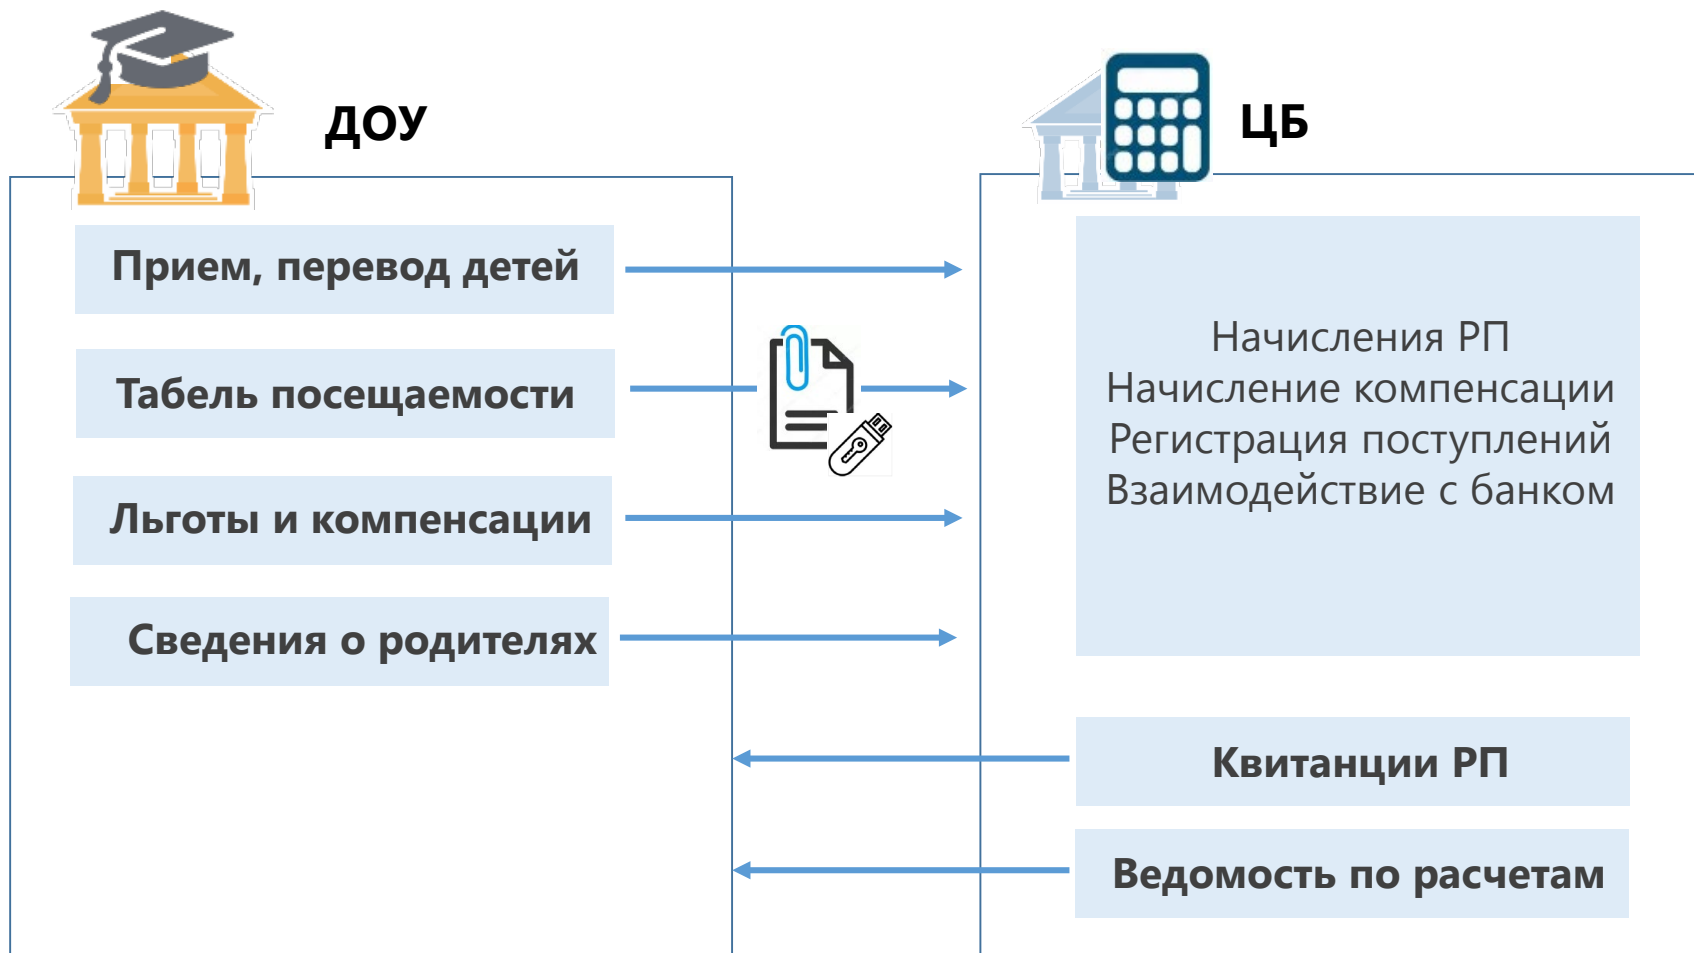 ДОУ
ЦБ
Прием, перевод детей
Табель посещаемости
Льготы и компенсации
Сведения о родителях
Начисления РП
Начисление компенсации
Регистрация поступлений
Взаимодействие с банком
Квитанции РП
Ведомость по расчетам